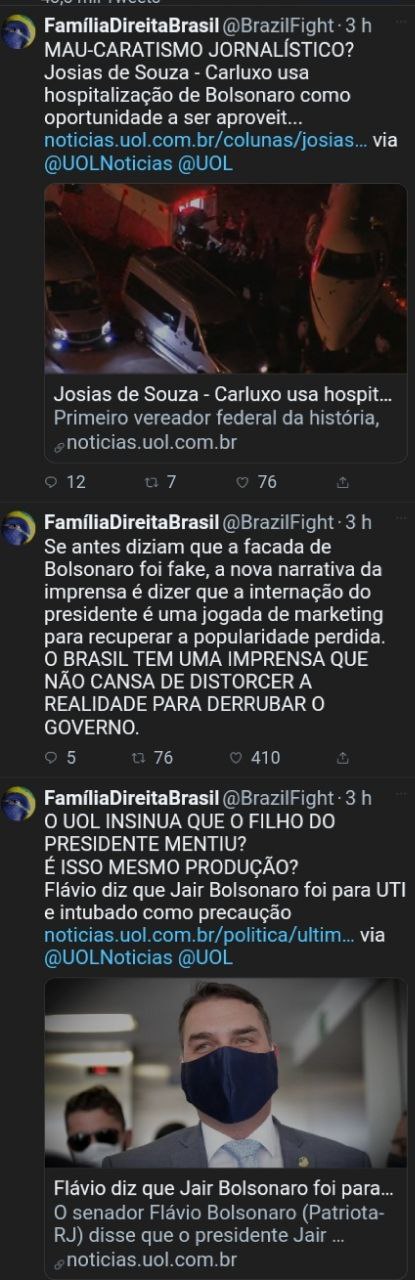 FamíliaDireitaBrasil @BrazilFight · 3 h
MAU-CARATISMO JORNALÍSTICO?
Josias de Souza - Carluxo usa
hospitalização de Bolsonaro como
oportunidade a ser aproveit...
noticias.uol.com.br/colunas/josias... via
@UOLNoticias @UOL
Josias de Souza - Carluxo usa hospit...
Primeiro vereador federal da história,
noticias.uol.com.br
12 7 76
FamíliaDireitaBrasil @BrazilFight · 3 h
Se antes diziam que a facada de
Bolsonaro foi fake, a nova narrativa da
imprensa é dizer que a internação do
presidente é uma jogada de marketing
para recuperar a popularidade perdida.
O BRASIL TEM UMA IMPRENSA QUE
NÃO CANSA DE DISTORCER A
REALIDADE PARA DERRUBAR O
GOVERNO.
5 76 410
FamíliaDireitaBrasil @BrazilFight · 3 h
O UOL INSINUA QUE O FILHO DO
PRESIDENTE MENTIU?
É ISSO MESMO PRODUÇÃO?
Flávio diz que Jair Bolsonaro foi para UTI
e intubado como precaução
noticias.uol.com.br/politica/ultim... via
@UOLNoticias @UOL
Flávio diz que Jair Bolsonaro foi para...
O senador Flávio Bolsonaro (Patriota-
RJ) disse que o presidente Jair ...
noticias.uol.com.br